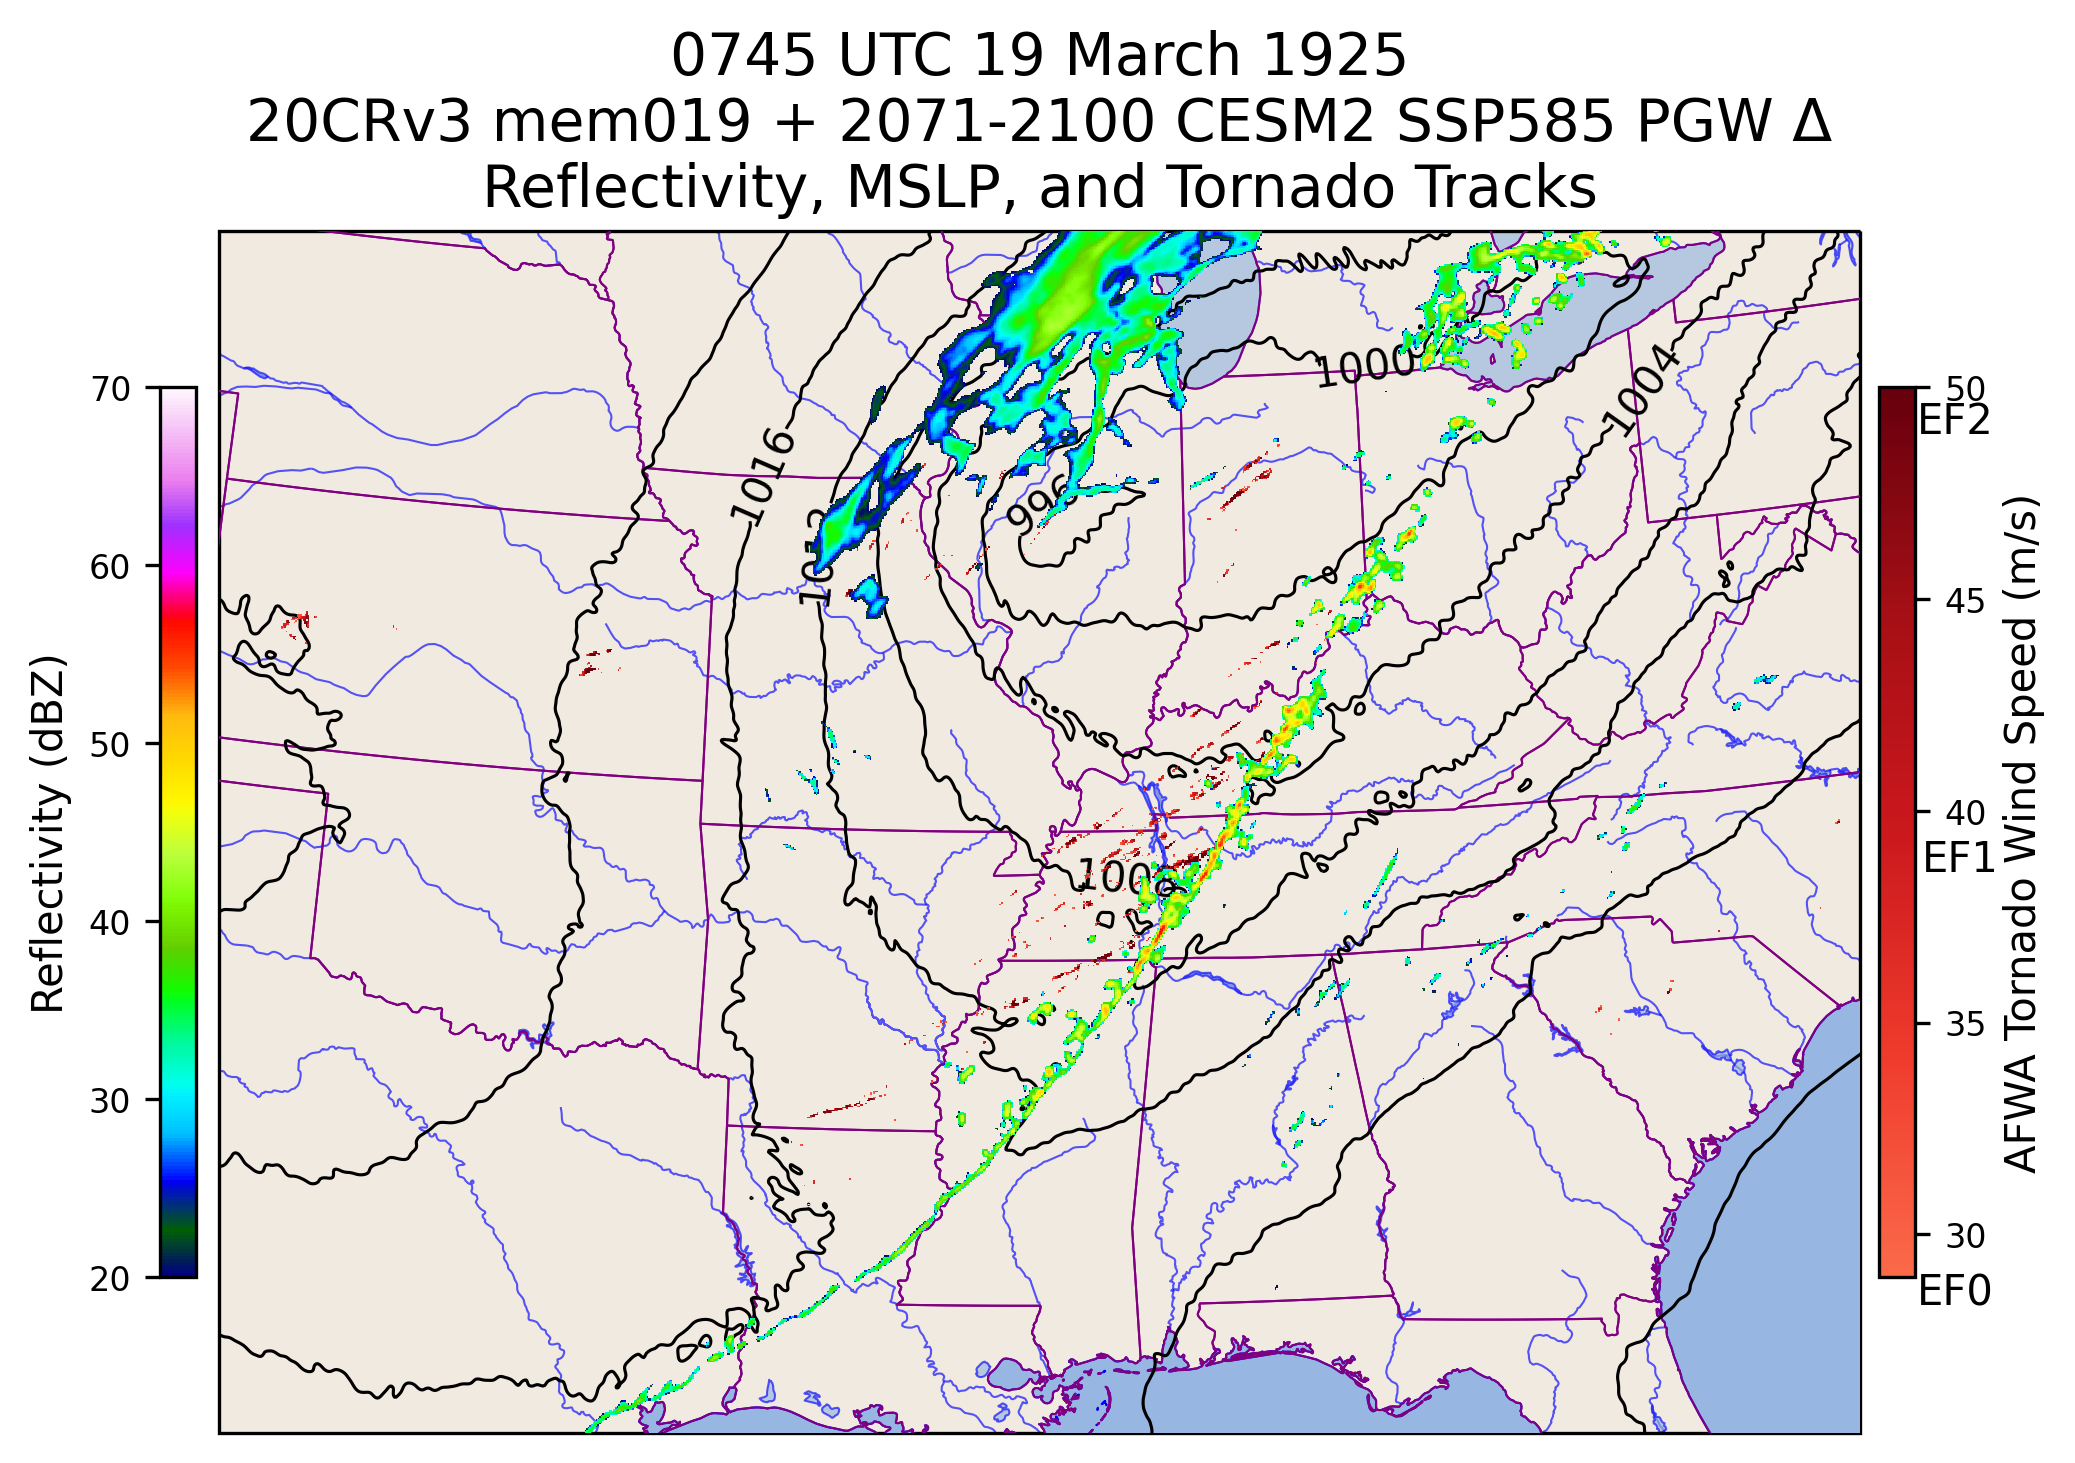 0745 UTC 19 March 1925
20CRv3 mem019 + 2071-2100 CESM2 SSP585 PGW Δ
Reflectivity, MSLP, and Tornado Tracks
Reflectivity (dBZ)
70
60
50
40
30
20
1016
996
1000
1004
50
EF2
45
40
EF1
35
30
EF0
AFWA Tornado Wind Speed (m/s)